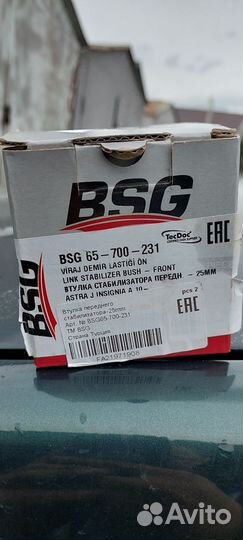 BSG
BSG 65-700-231
TecDoc
EAC
VİRAJ DEMİR LASTİĞİ ÖN
LINK STABILIZER BUSH - FRONT
ВТУЛКА СТАБИЛИЗАТОРА ПЕРЕДН. - 25MM
ASTRA J INSIGNIA A 10-
pcs 2
EAC
Втулка переднего
стабилизатора-25mm
Арт. № BSG65-700-231
TM BSG
Страна Турция
FA21971908
BSG
Avito